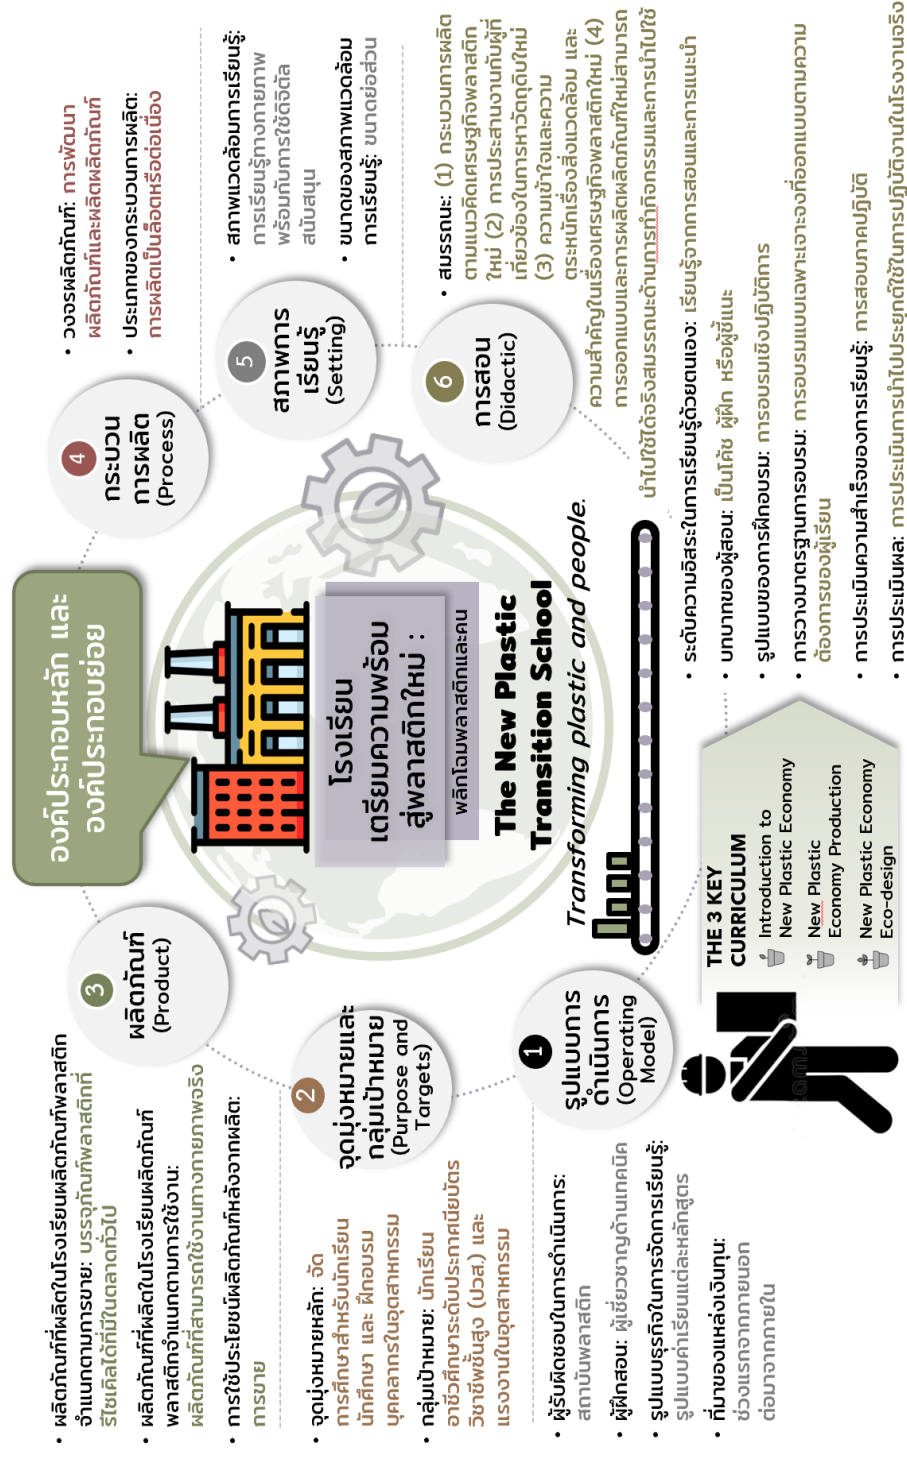 องค์ประกอบหลัก และ
องค์ประกอบย่อย
โรงเรียน
เตรียมความพร้อม
สู่พลาสติกใหม่ :
พลิกโฉมพลาสติกและคน
The New Plastic
Transition School
Transforming plastic and people.
1
รูปแบบการ
ดำเนินการ
(Operating
Model)
• ผู้รับผิดชอบในการดำเนินการ:
สถาบันพลาสติก
• ผู้ฝึกสอน: ผู้เชี่ยวชาญด้านเทคนิค
• รูปแบบธุรกิจในการจัดการเรียนรู้:
รูปแบบค่าเรียนแต่ละหลักสูตร
• ที่มาของแหล่งเงินทุน:
ช่วงแรกจากภายนอก
ต่อมาจากภายใน
THE 3 KEY
CURRICULUM
Introduction to
New Plastic Economy
New Plastic
Economy Production
New Plastic Economy
Eco-design
2
จุดมุ่งหมายและ
กลุ่มเป้าหมาย
(Purpose and
Targets)
• จุดมุ่งหมายหลัก: จัด
การศึกษาสำหรับนักเรียน
นักศึกษา และ ฝึกอบรม
บุคคลากรในอุตสาหกรรม
• กลุ่มเป้าหมาย: นักเรียน
อาชีวศึกษาระดับประกาศนียบัตร
วิชาชีพชั้นสูง (ปวส.) และ
แรงงานในอุตสาหกรรม
3
ผลิตภัณฑ์
(Product)
• ผลิตภัณฑ์ที่ผลิตในโรงเรียนผลิตภัณฑ์พลาสติก
จำแนกตามการขาย: บรรจุภัณฑ์พลาสติกที่
รีไซเคิลได้ที่มีในตลาดทั่วไป
• ผลิตภัณฑ์ที่ผลิตในโรงเรียนผลิตภัณฑ์
พลาสติกจำแนกตามการใช้งาน:
ผลิตภัณฑ์ที่สามารถใช้งานทางกายภาพจริง
• การใช้ประโยชน์ผลิตภัณฑ์หลังจากผลิต:
การขาย
4
กระบวน
การผลิต
(Process)
• วงจรผลิตภัณฑ์: การพัฒนา
ผลิตภัณฑ์และผลิตผลิตภัณฑ์
• ประเภทของกระบวนการผลิต:
การผลิตเป็นล็อตหรือต่อเนื่อง
5
สภาพการ
เรียนรู้
(Setting)
• สภาพแวดล้อมการเรียนรู้:
การเรียนรู้ทางกายภาพ
พร้อมกับการใช้ดิจิตัล
สนับสนุน
• ขนาดของสภาพแวดล้อม
การเรียนรู้: ขนาดย่อส่วน
6
การสอน
(Didactic)
• สมรรถนะ: (1) กระบวนการผลิต
ตามแนวคิดเศรษฐกิจพลาสติก
ใหม่ (2) การประสานงานกับผู้ที่
เกี่ยวข้องในการหาวัตถุดิบใหม่
(3) ความเข้าใจและความ
ตระหนักเรื่องสิ่งแวดล้อม และ
ความสำคัญในเรื่องเศรษฐกิจพลาสติกใหม่ (4)
การออกแบบและการผลิตผลิตภัณฑ์ใหม่สามารถ
นำไปใช้ได้จริงสมรรถนะด้านการทำกิจกรรมและการนำไปใช้
• ระดับความอิสระในการเรียนรู้ด้วยตนเอง: เรียนรู้จากการสอนและการแนะนำ
• บทบาทของผู้สอน: เป็นโค้ช ผู้ฝึก หรือผู้ชี้แนะ
• รูปแบบของการฝึกอบรม: การอบรมเชิงปฏิบัติการ
• การวางมาตรฐานการอบรม: การอบรมแบบเฉพาะเจาะจงที่ออกแบบตามความ
ต้องการของผู้เรียน
• การประเมินความสำเร็จของการเรียนรู้: การสอบภาคปฏิบัติ
• การประเมินผล: การประเมินการนำไปประยุกต์ใช้ในการปฏิบัติงานในโรงงานจริง